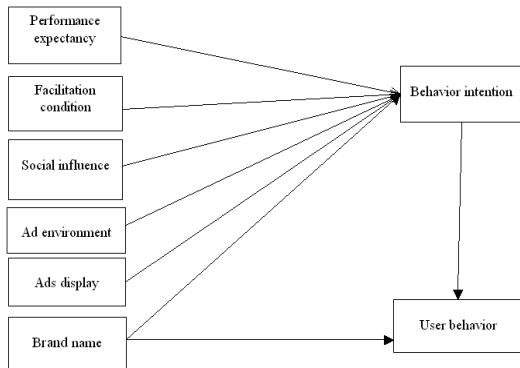 Performance
expectancy
Facilitation
condition
Behavior intention
Social influence
Ad environment
Ads display
User behavior
Brand name